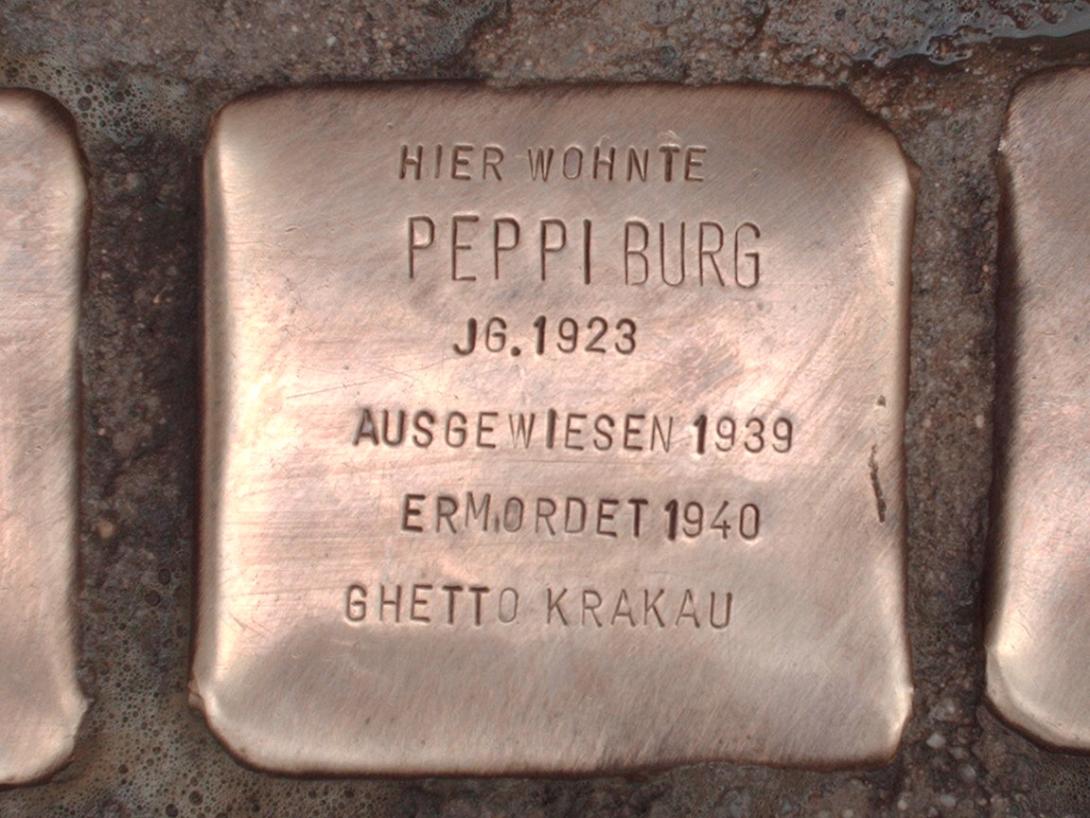 HIER WOHNTE
PEPPI BURG
JG. 1923
AUSGEWIESEN 1939
ERMORDET 1940
GHETTO KRAKAU